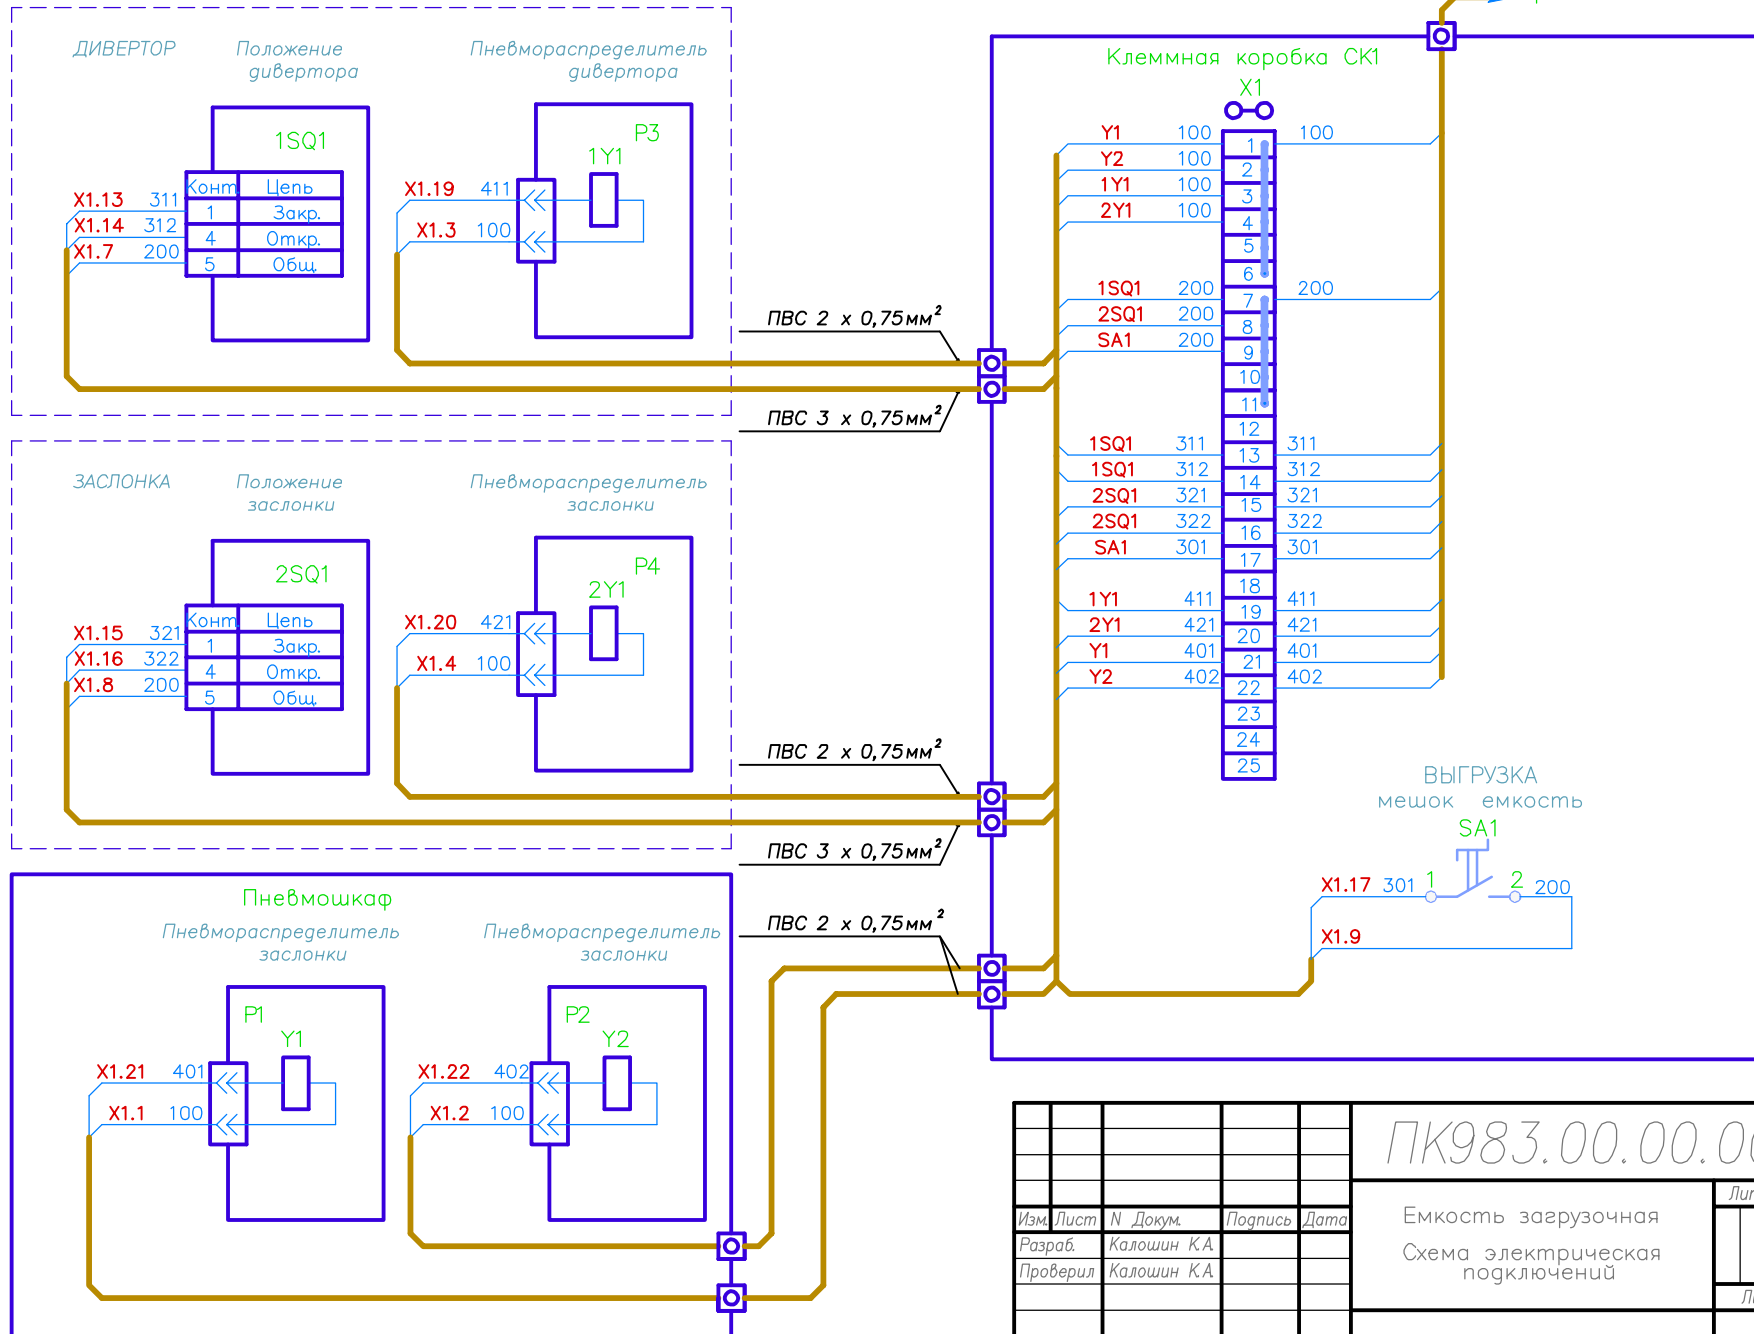 ДИВЕРТОР
Положение
дивертора
Пневмораспределитель
дивертора
1SQ1
Конт. Цепь
X1.13 311 1 Закр.
X1.14 312 4 Откр.
X1.7 200 5 Общ.
P3
1Y1
X1.19 411
X1.3 100
ПВС 2 x 0,75мм²
ПВС 3 x 0,75мм²
ЗАСЛОНКА
Положение
заслонки
Пневмораспределитель
заслонки
2SQ1
Конт. Цепь
X1.15 321 1 Закр.
X1.16 322 4 Откр.
X1.8 200 5 Общ.
P4
2Y1
X1.20 421
X1.4 100
ПВС 2 x 0,75мм²
ПВС 3 x 0,75мм²
Пневмошкаф
Пневмораспределитель
заслонки
Пневмораспределитель
заслонки
P1
Y1
X1.21 401
X1.1 100
P2
Y2
X1.22 402
X1.2 100
ПВС 2 x 0,75мм²
Клеммная коробка СК1
X1
Y1 100 1 100
Y2 100 2
1Y1 100 3
2Y1 100 4
5
6
1SQ1 200 7 200
2SQ1 200 8
SA1 200 9
10
11
12
1SQ1 311 13 311
1SQ1 312 14 312
2SQ1 321 15 321
2SQ1 322 16 322
SA1 301 17 301
18
1Y1 411 19 411
2Y1 421 20 421
Y1 401 21 401
Y2 402 22 402
23
24
25
ВЫГРУЗКА
мешок емкость
SA1
X1.17 301 1 2 200
X1.9
ПК983.00.00.0
Изм. Лист N Докум. Подпись Дата
Разраб. Калошин К.А.
Проверил Калошин К.А.
Емкость загрузочная
Схема электрическая
подключений